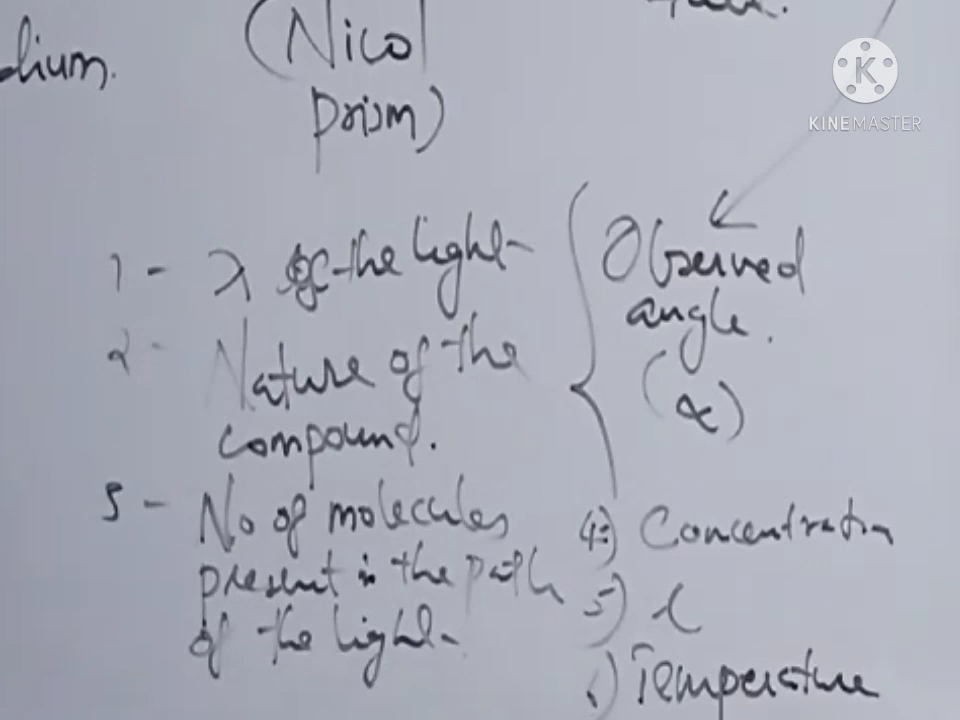 (Nicol
prism)
KINEMASTER
1 - λ of the light
2 - Nature of the
compound.
3 - No of molecules
present in the path
of the light
Observed
angle.
(α)
4) Concentration
5) l
) Temperature